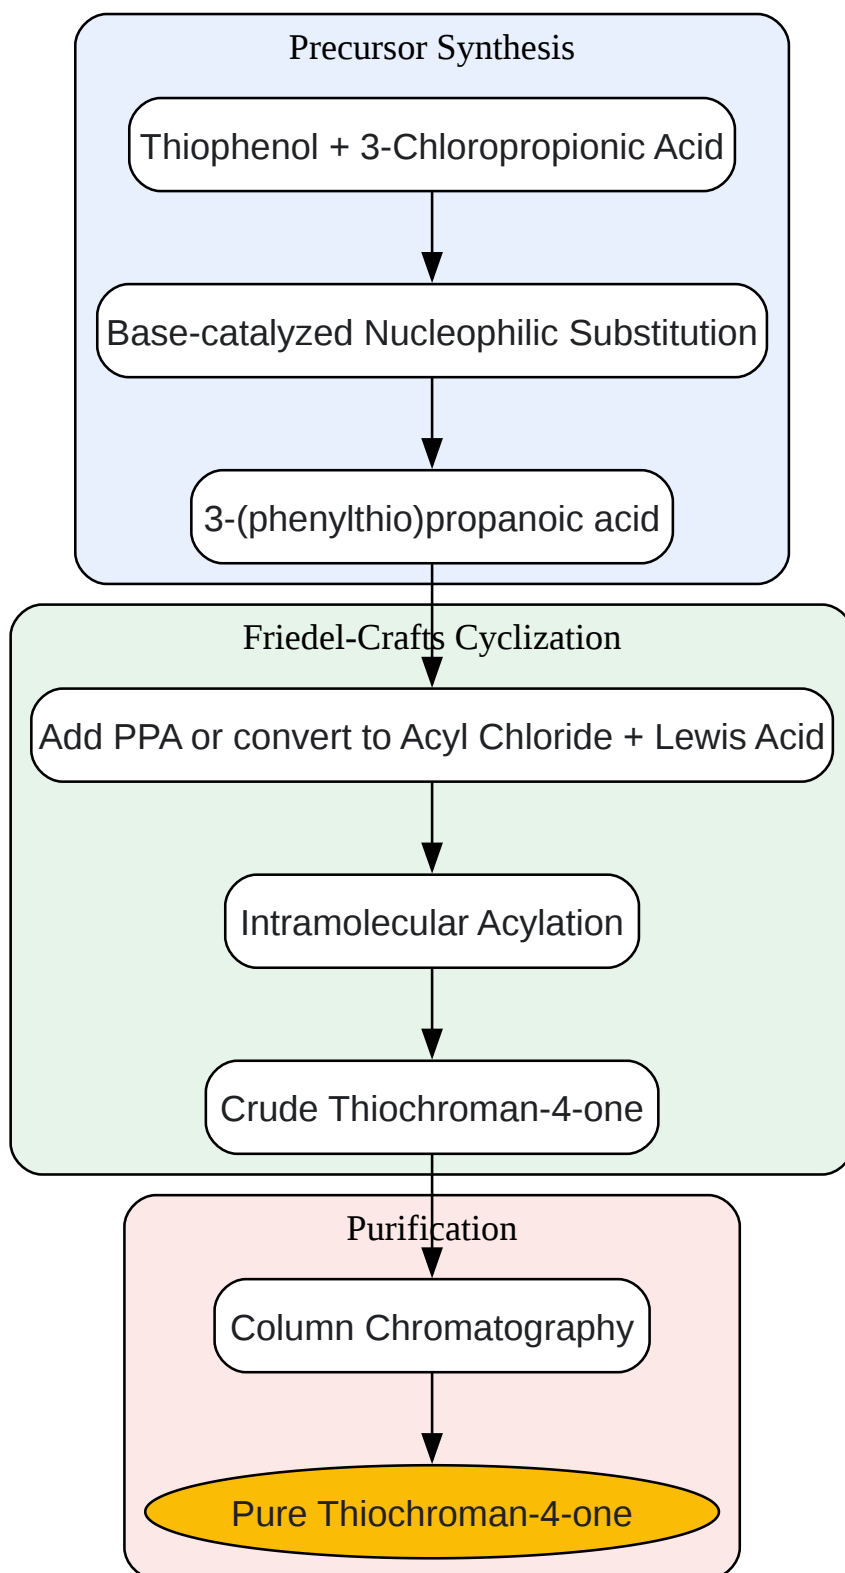 Precursor Synthesis
Thiophenol + 3-Chloropropionic Acid
Base-catalyzed Nucleophilic Substitution
3-(phenylthio)propanoic acid
Friedel-Crafts Cyclization
Add PPA or convert to Acyl Chloride + Lewis Acid
Intramolecular Acylation
Crude Thiochroman-4-one
Purification
Column Chromatography
Pure Thiochroman-4-one